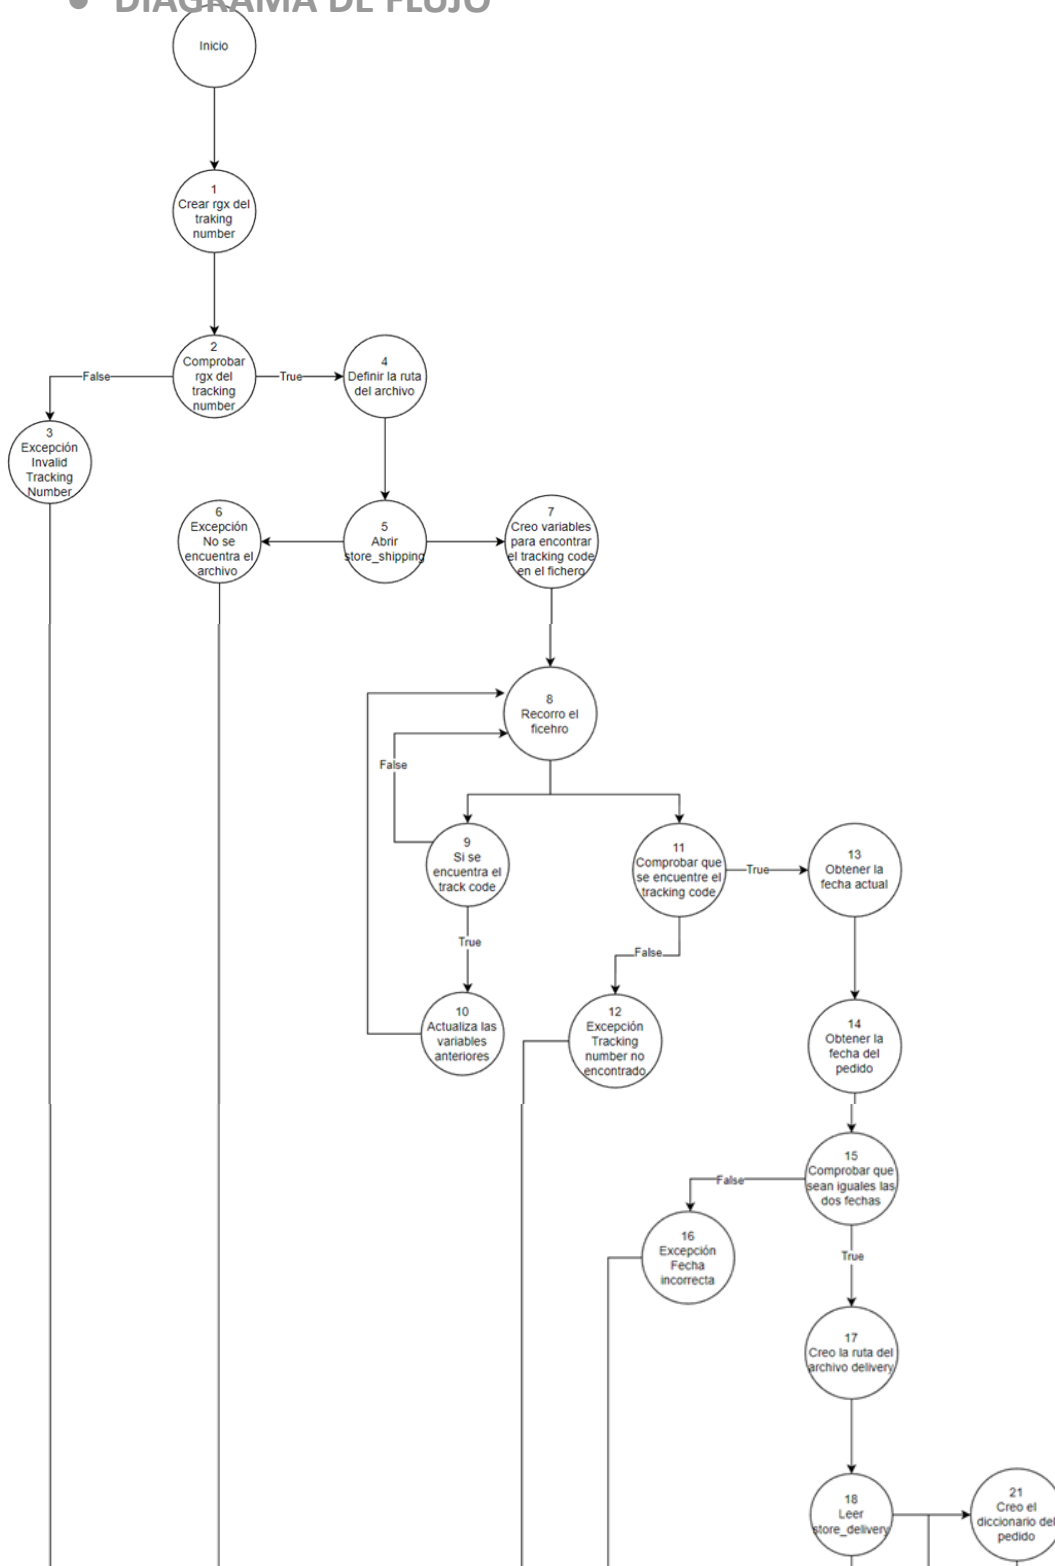 ● DIAGRAMA DE FLUJO
Inicio
1
Crear rgx del
traking
number
2
Comprobar
rgx del
tracking
number
False
True
4
Definir la ruta
del archivo
3
Excepción
Invalid
Tracking
Number
6
Excepción
No se
encuentra el
archivo
5
Abrir
store_shipping
7
Creo variables
para encontrar
el tracking code
en el fichero
8
Recorro el
ficehro
False
9
Si se
encuentra el
track code
11
Comprobar que
se encuentre el
tracking code
True
13
Obtener la
fecha actual
True
False
10
Actualiza las
variables
anteriores
12
Excepción
Tracking
number no
encontrado
14
Obtener la
fecha del
pedido
15
Comprobar que
sean iguales las
dos fechas
False
16
Excepción
Fecha
incorrecta
True
17
Creo la ruta del
archivo delivery
18
Leer
store_delivery
21
Creo el
diccionario del
pedido